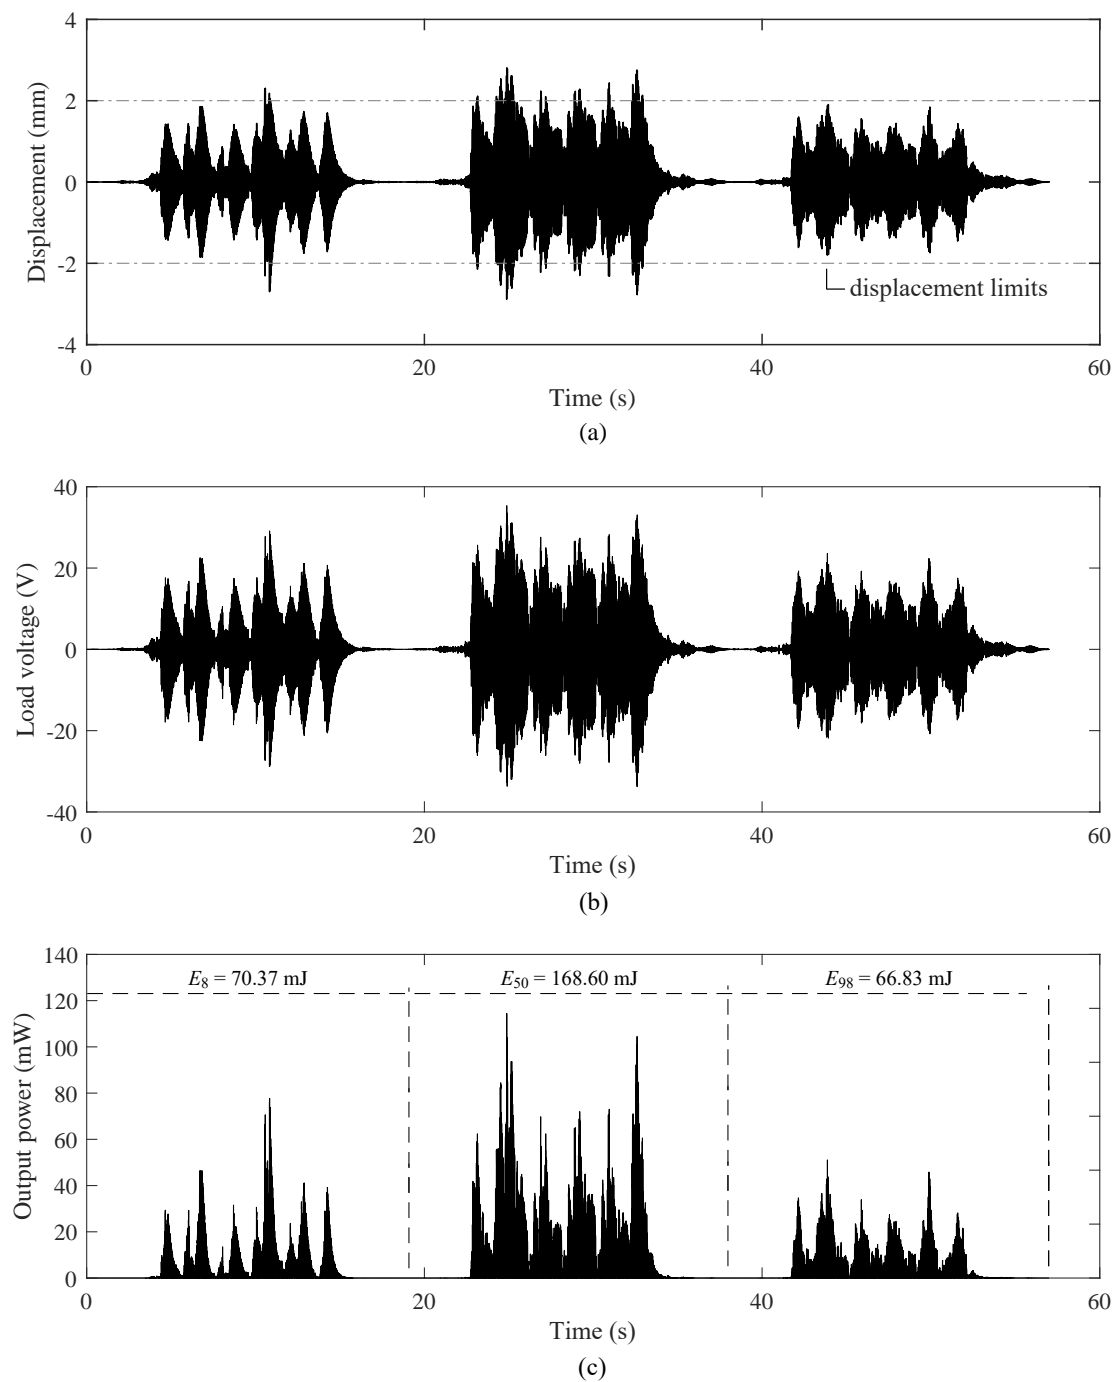 4
2
0
-2
-4
Displacement (mm)
displacement limits
0 20 40 60
Time (s)
(a)
40
20
0
-20
-40
Load voltage (V)
0 20 40 60
Time (s)
(b)
140
120
100
80
60
40
20
0
Output power (mW)
E8 = 70.37 mJ E50 = 168.60 mJ E98 = 66.83 mJ
0 20 40 60
Time (s)
(c)